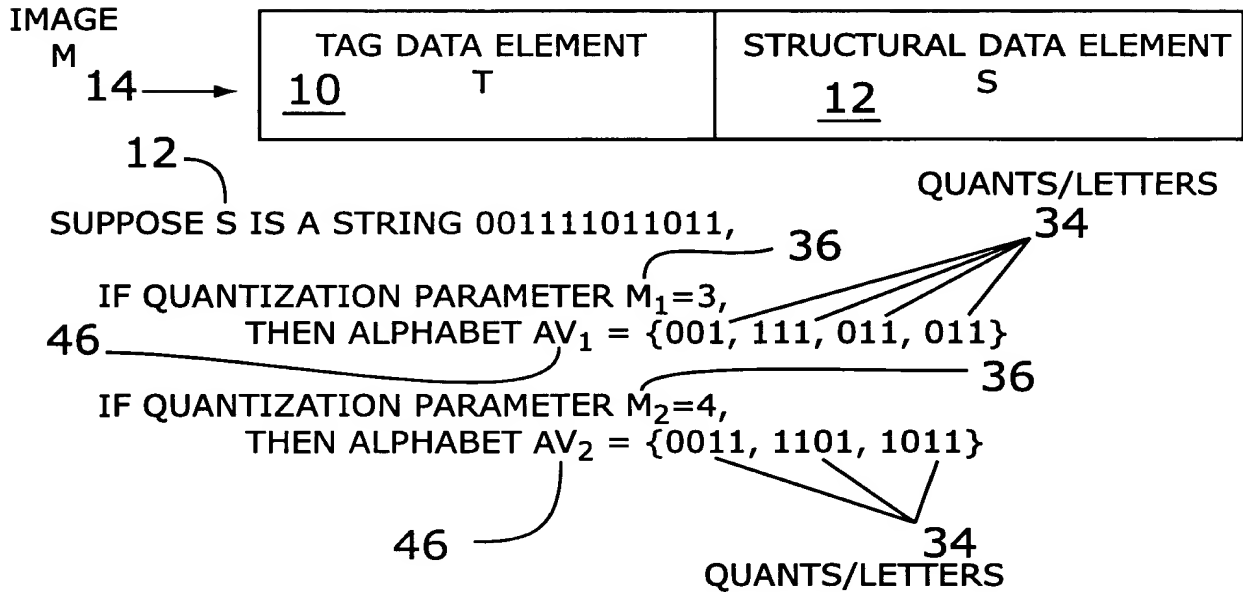 IMAGE
M
14
TAG DATA ELEMENT
T
10
STRUCTURAL DATA ELEMENT
S
12
12
QUANTS/LETTERS
34
SUPPOSE S IS A STRING 001111011011,
36
IF QUANTIZATION PARAMETER M₁=3,
THEN ALPHABET AV₁ = {001, 111, 011, 011}
46
36
IF QUANTIZATION PARAMETER M₂=4,
THEN ALPHABET AV₂ = {0011, 1101, 1011}
46
34
QUANTS/LETTERS